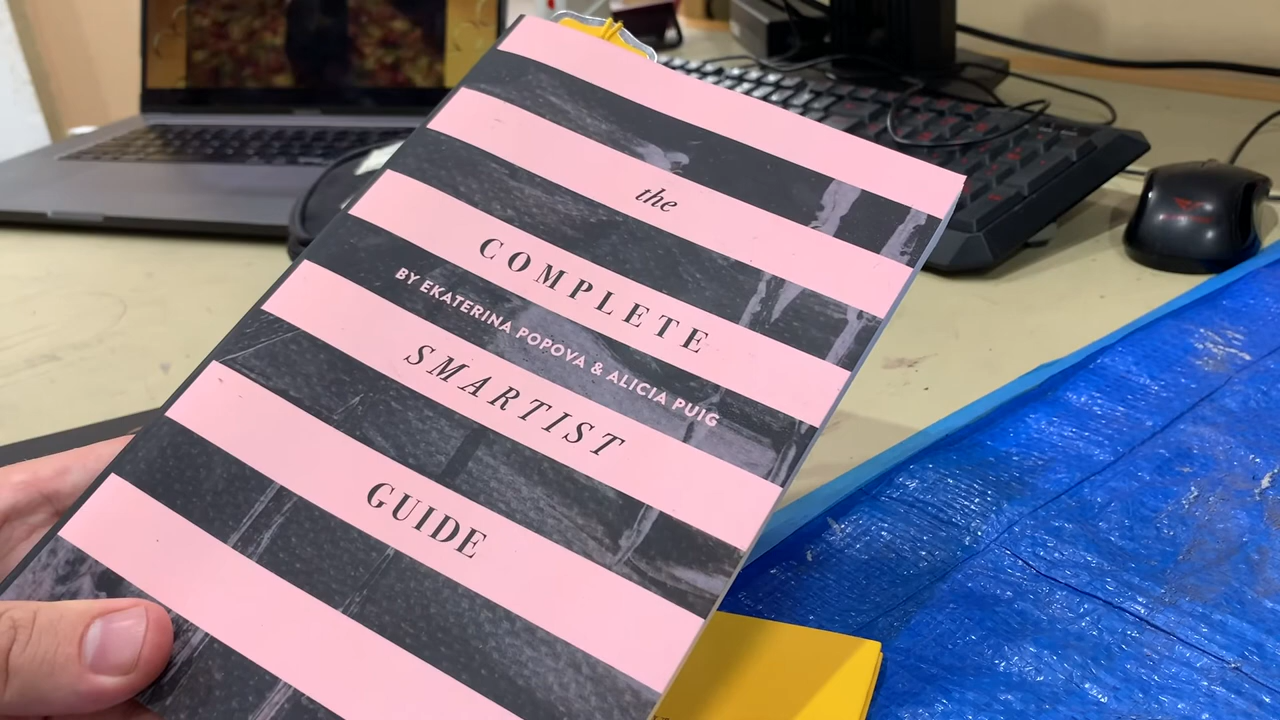 the
COMPLETE
BY EKATERINA POPOVA & ALICIA PUIG
SMARTIST
GUIDE